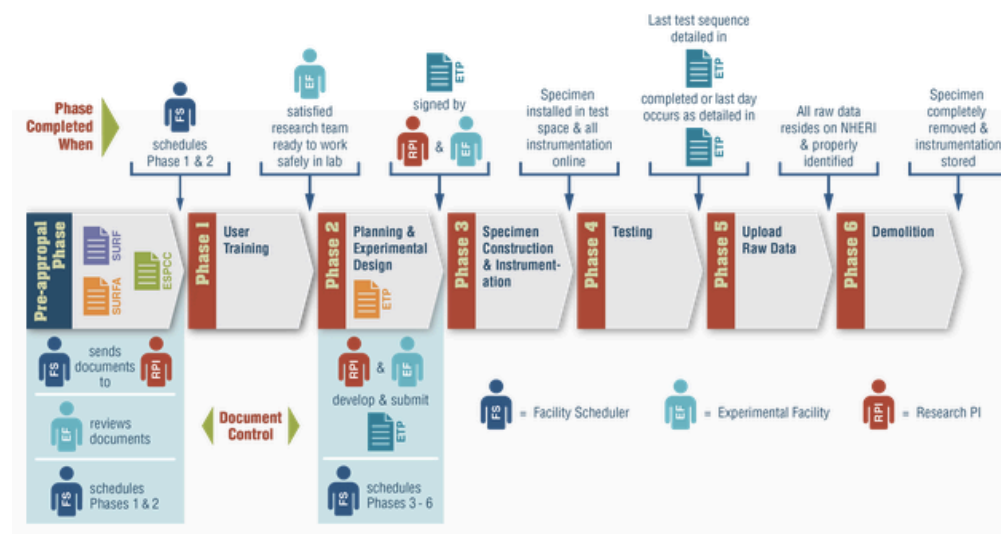 Phase
Completed
When
FS
schedules
Phase 1 & 2
EF
satisfied
research team
ready to work
safely in lab
ETP
signed by
RPI & EF
Specimen
installed in test
space & all
instrumentation
online
Last test sequence
detailed in
ETP
completed or last day
occurs as detailed in
ETP
All raw data
resides on NHERI
& properly
identified
Specimen
completely
removed &
instrumentation
stored
Pre-appropal
Phase
SURF
SURFA
ESPCC
Phase 1
User
Training
Phase 2
Planning &
Experimental
Design
ETP
Phase 3
Specimen
Construction
& Instrument-
ation
Phase 4
Testing
Phase 5
Upload
Raw Data
Phase 6
Demolition
FS
sends
documents
to
RPI
EF
reviews
documents
FS
schedules
Phases 1 & 2
Document
Control
RPI & EF
develop & submit
ETP
FS
schedules
Phases 3 - 6
FS = Facility Scheduler
EF = Experimental Facility
RPI = Research PI